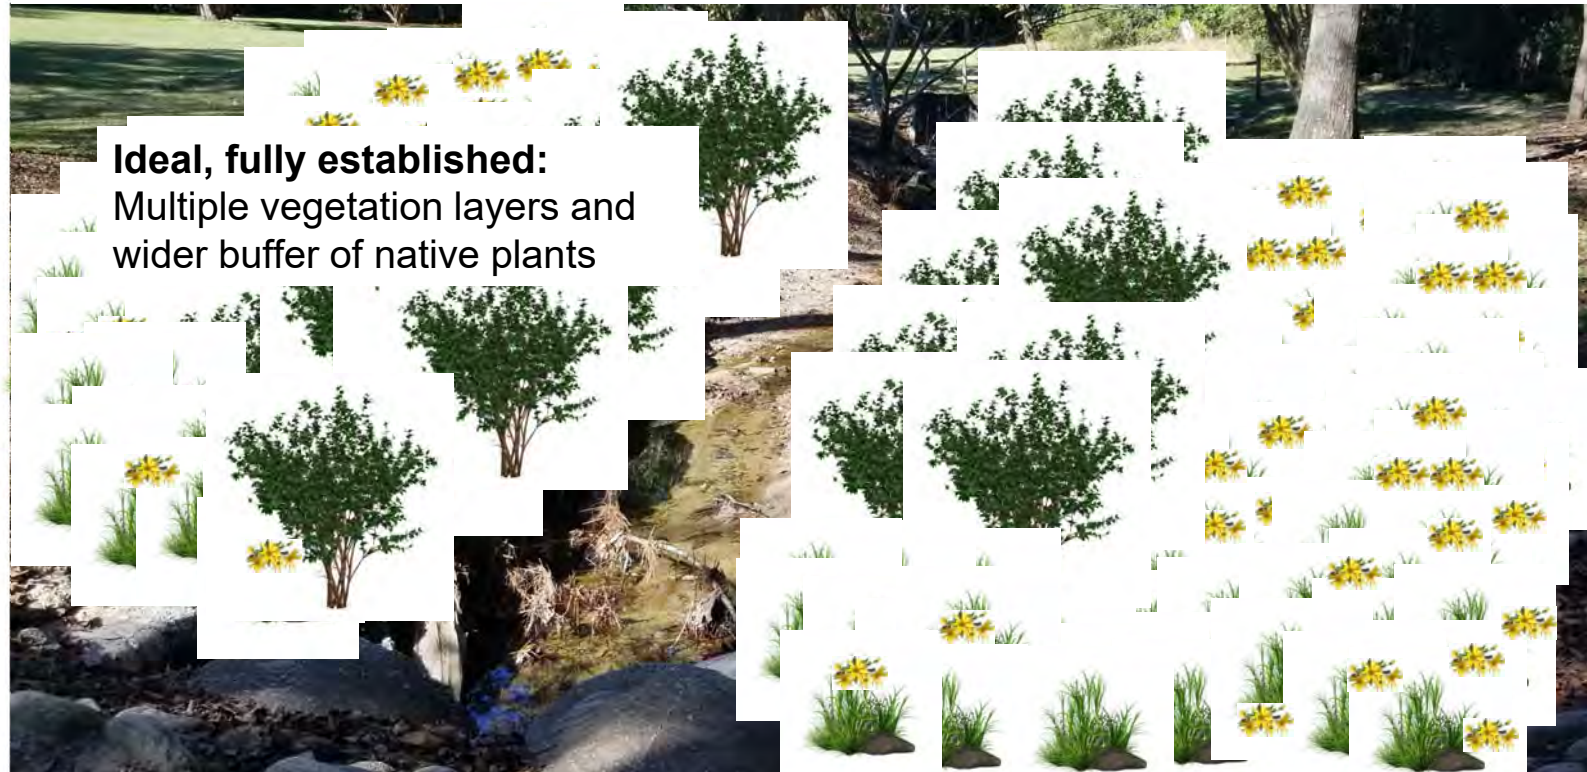 Ideal, fully established:
Multiple vegetation layers and
wider buffer of native plants